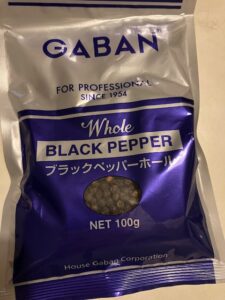 GABAN
FOR PROFESSIONAL
SINCE 1954
Whole
BLACK PEPPER
ブラックペッパーホール
NET 100g
House Gaban Corporation